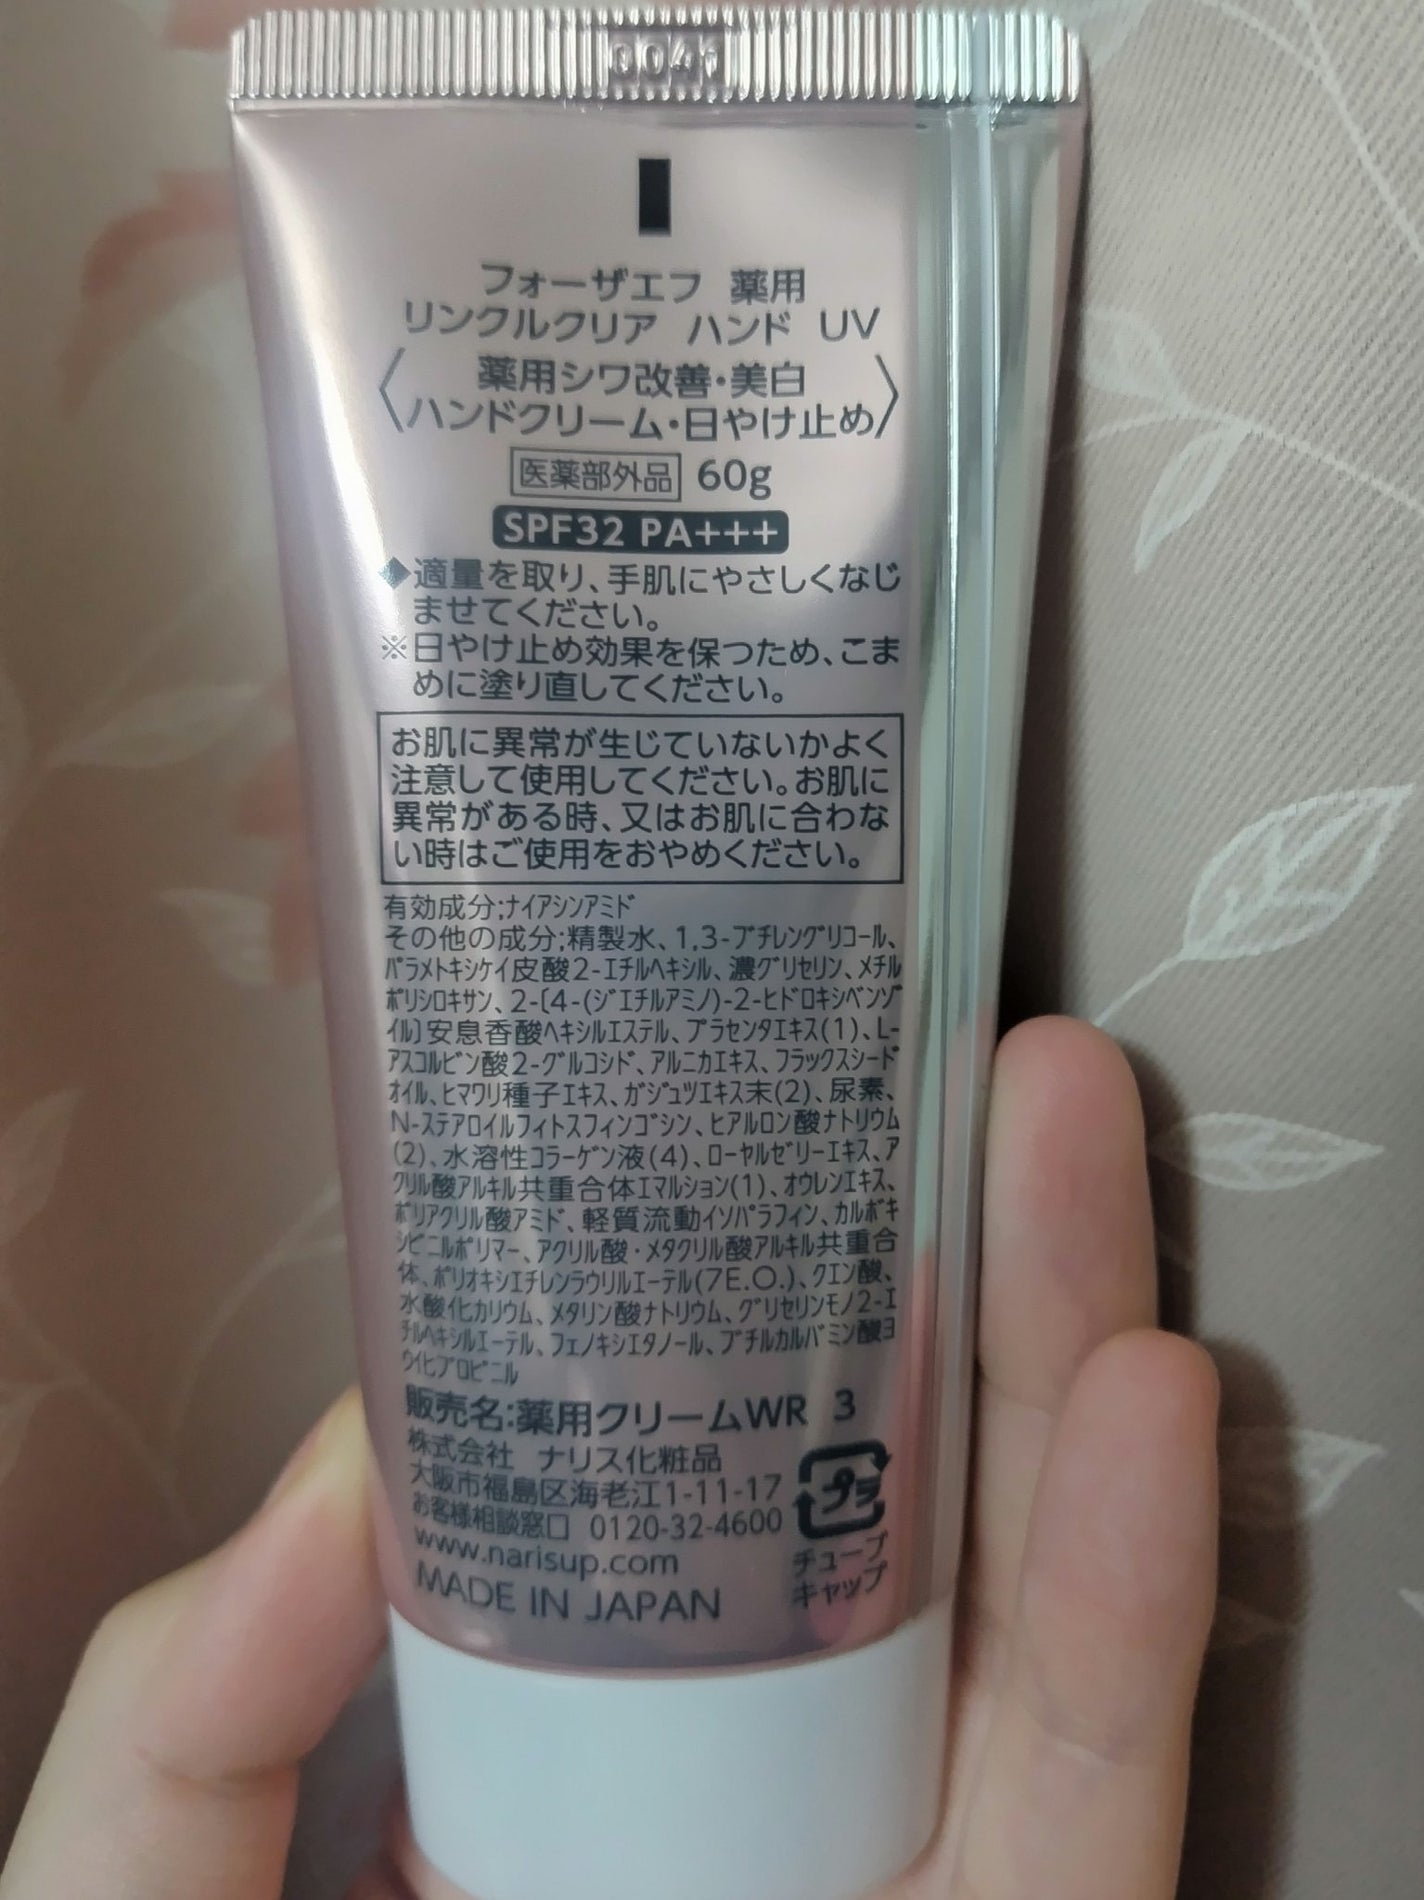 0041
フォーザエフ 薬用
リンクルクリア ハンド UV
〈薬用シワ改善・美白
ハンドクリーム・日やけ止め〉
医薬部外品 60g
SPF32 PA+++
◆適量を取り、手肌にやさしくなじ
ませてください。
※日やけ止め効果を保つため、こま
めに塗り直してください。
お肌に異常が生じていないかよく
注意して使用してください。お肌に
異常がある時、又はお肌に合わな
い時はご使用をおやめください。
有効成分;ナイアシンアミド
その他の成分;精製水、1,3-ブチレングリコール、
パラメトキシケイ皮酸2-エチルヘキシル、濃グリセリン、メチル
ポリシロキサン、2-〔4-(ジエチルアミノ)-2-ヒドロキシベンゾ
イル〕安息香酸ヘキシルエステル、プラセンタエキス(1)、L-
アスコルビン酸2-グルコシド、アルニカエキス、フラックスシード
オイル、ヒマワリ種子エキス、ガジュツエキス末(2)、尿素、
N-ステアロイルフィトスフィンゴシン、ヒアルロン酸ナトリウム
(2)、水溶性コラーゲン液(4)、ローヤルゼリーエキス、ア
クリル酸アルキル共重合体エマルション(1)、オウレンエキス、
ポリアクリル酸アミド、軽質流動イソパラフィン、カルボキ
シビニルポリマー、アクリル酸・メタクリル酸アルキル共重合
体、ポリオキシエチレンラウリルエーテル(7E.O.)、クエン酸、
水酸化カリウム、メタリン酸ナトリウム、グリセリンモノ2-エ
チルヘキシルエーテル、フェノキシエタノール、ブチルカルバミン酸ヨ
ウ化プロピニル
販売名:薬用クリームWR 3
株式会社 ナリス化粧品
大阪市福島区海老江1-11-17
お客様相談窓口 0120-32-4600
www.narisup.com
MADE IN JAPAN
プラ
チューブ
キャップ